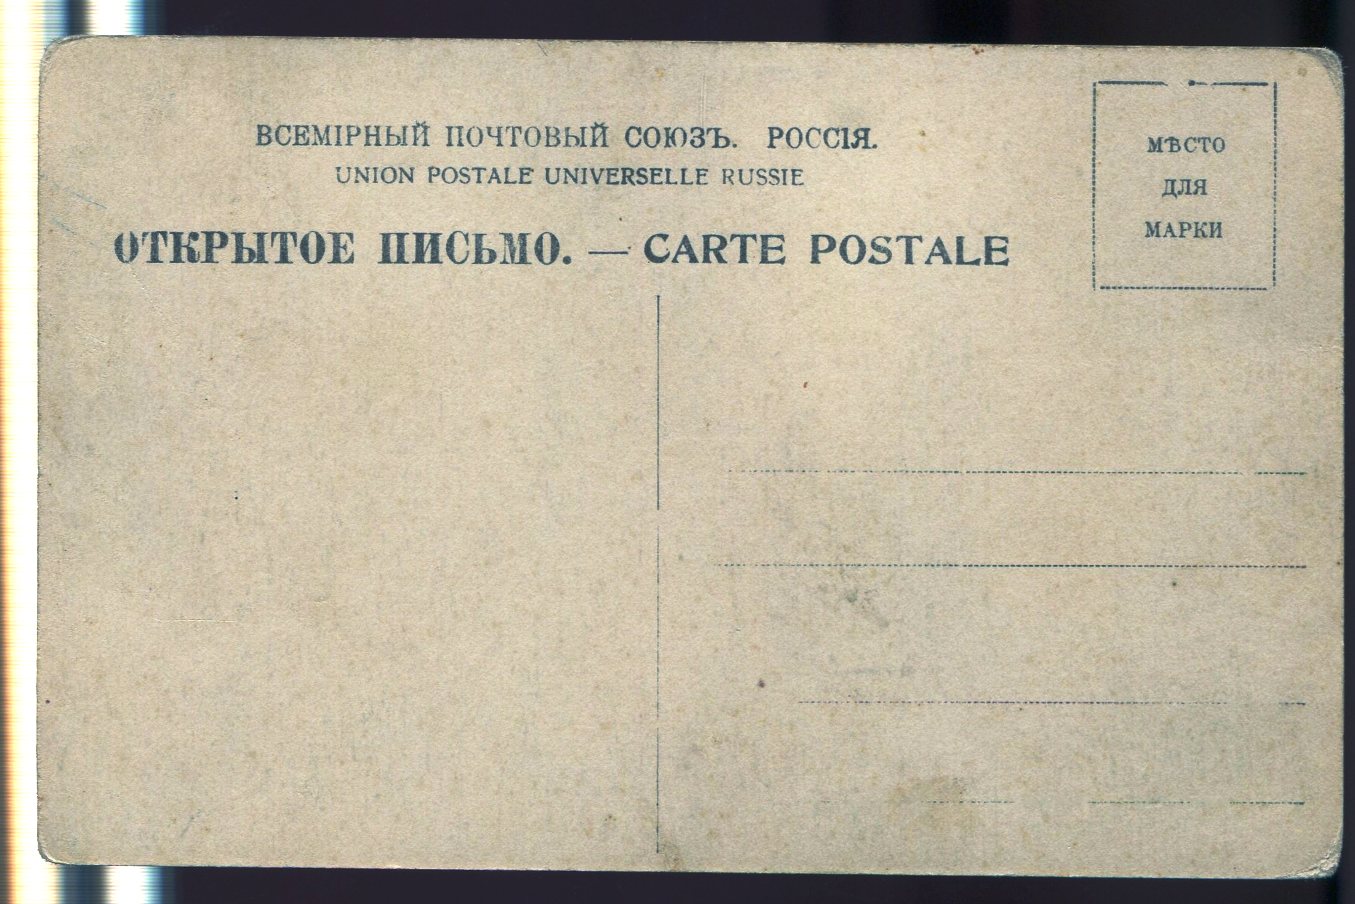 ВСЕМІРНЫЙ ПОЧТОВЫЙ СОЮЗЪ. РОССІЯ.
UNION POSTALE UNIVERSELLE RUSSIE
ОТКРЫТОЕ ПИСЬМО. — CARTE POSTALE
МѢСТО
ДЛЯ
МАРКИ